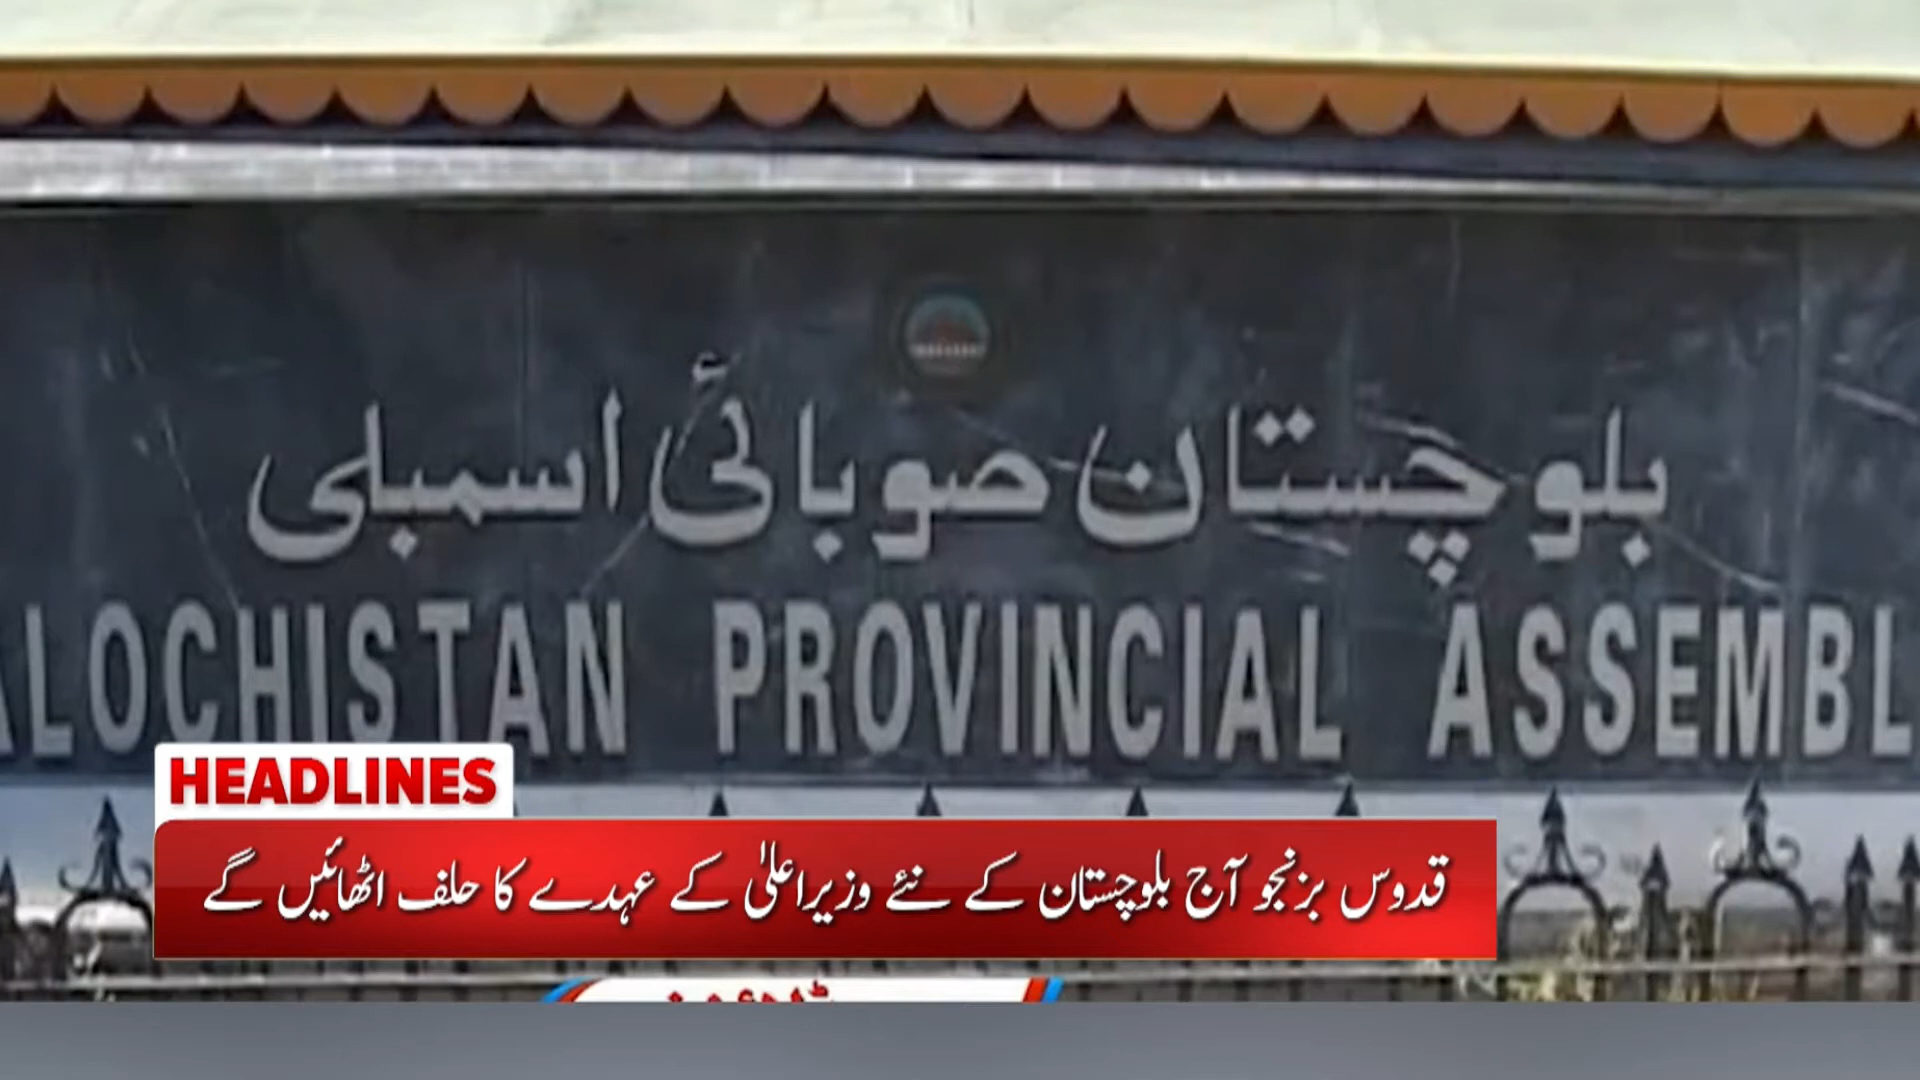 بلوچستان صوبائی اسمبلی
ALOCHISTAN PROVINCIAL ASSEMBL
HEADLINES
قدوس بزنجو آج بلوچستان کے نئے وزیراعلیٰ کے عہدے کا حلف اٹھائیں گے